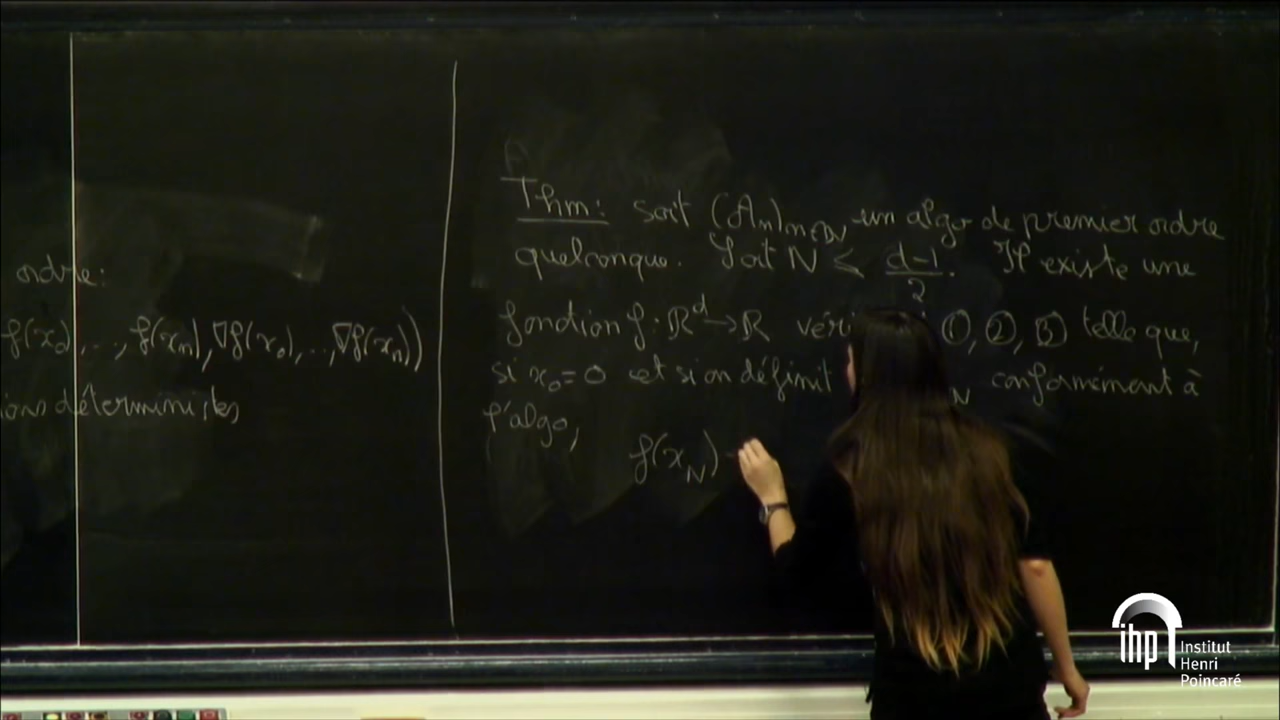 ordre:
f(x₀),..., f(xₙ), ∇f(x₀),..., ∇f(xₙ))
ions déterministes
Thm: soit (Aₙ)ₙ∈ℕ un algo de premier ordre
quelconque. Soit N ≤ (d-1)/2. Il existe une
fonction f: ℝᵈ → ℝ véri ①, ②, ③ telle que,
si x₀ = 0 et si on définit N conformément à
l'algo,
f(x_N) -
ihp Institut
Henri
Poincaré